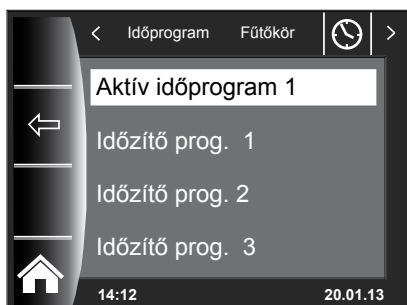 Időprogram Fűtőkör
Aktív időprogram 1
Időzítő prog. 1
Időzítő prog. 2
Időzítő prog. 3
14:12 20.01.13